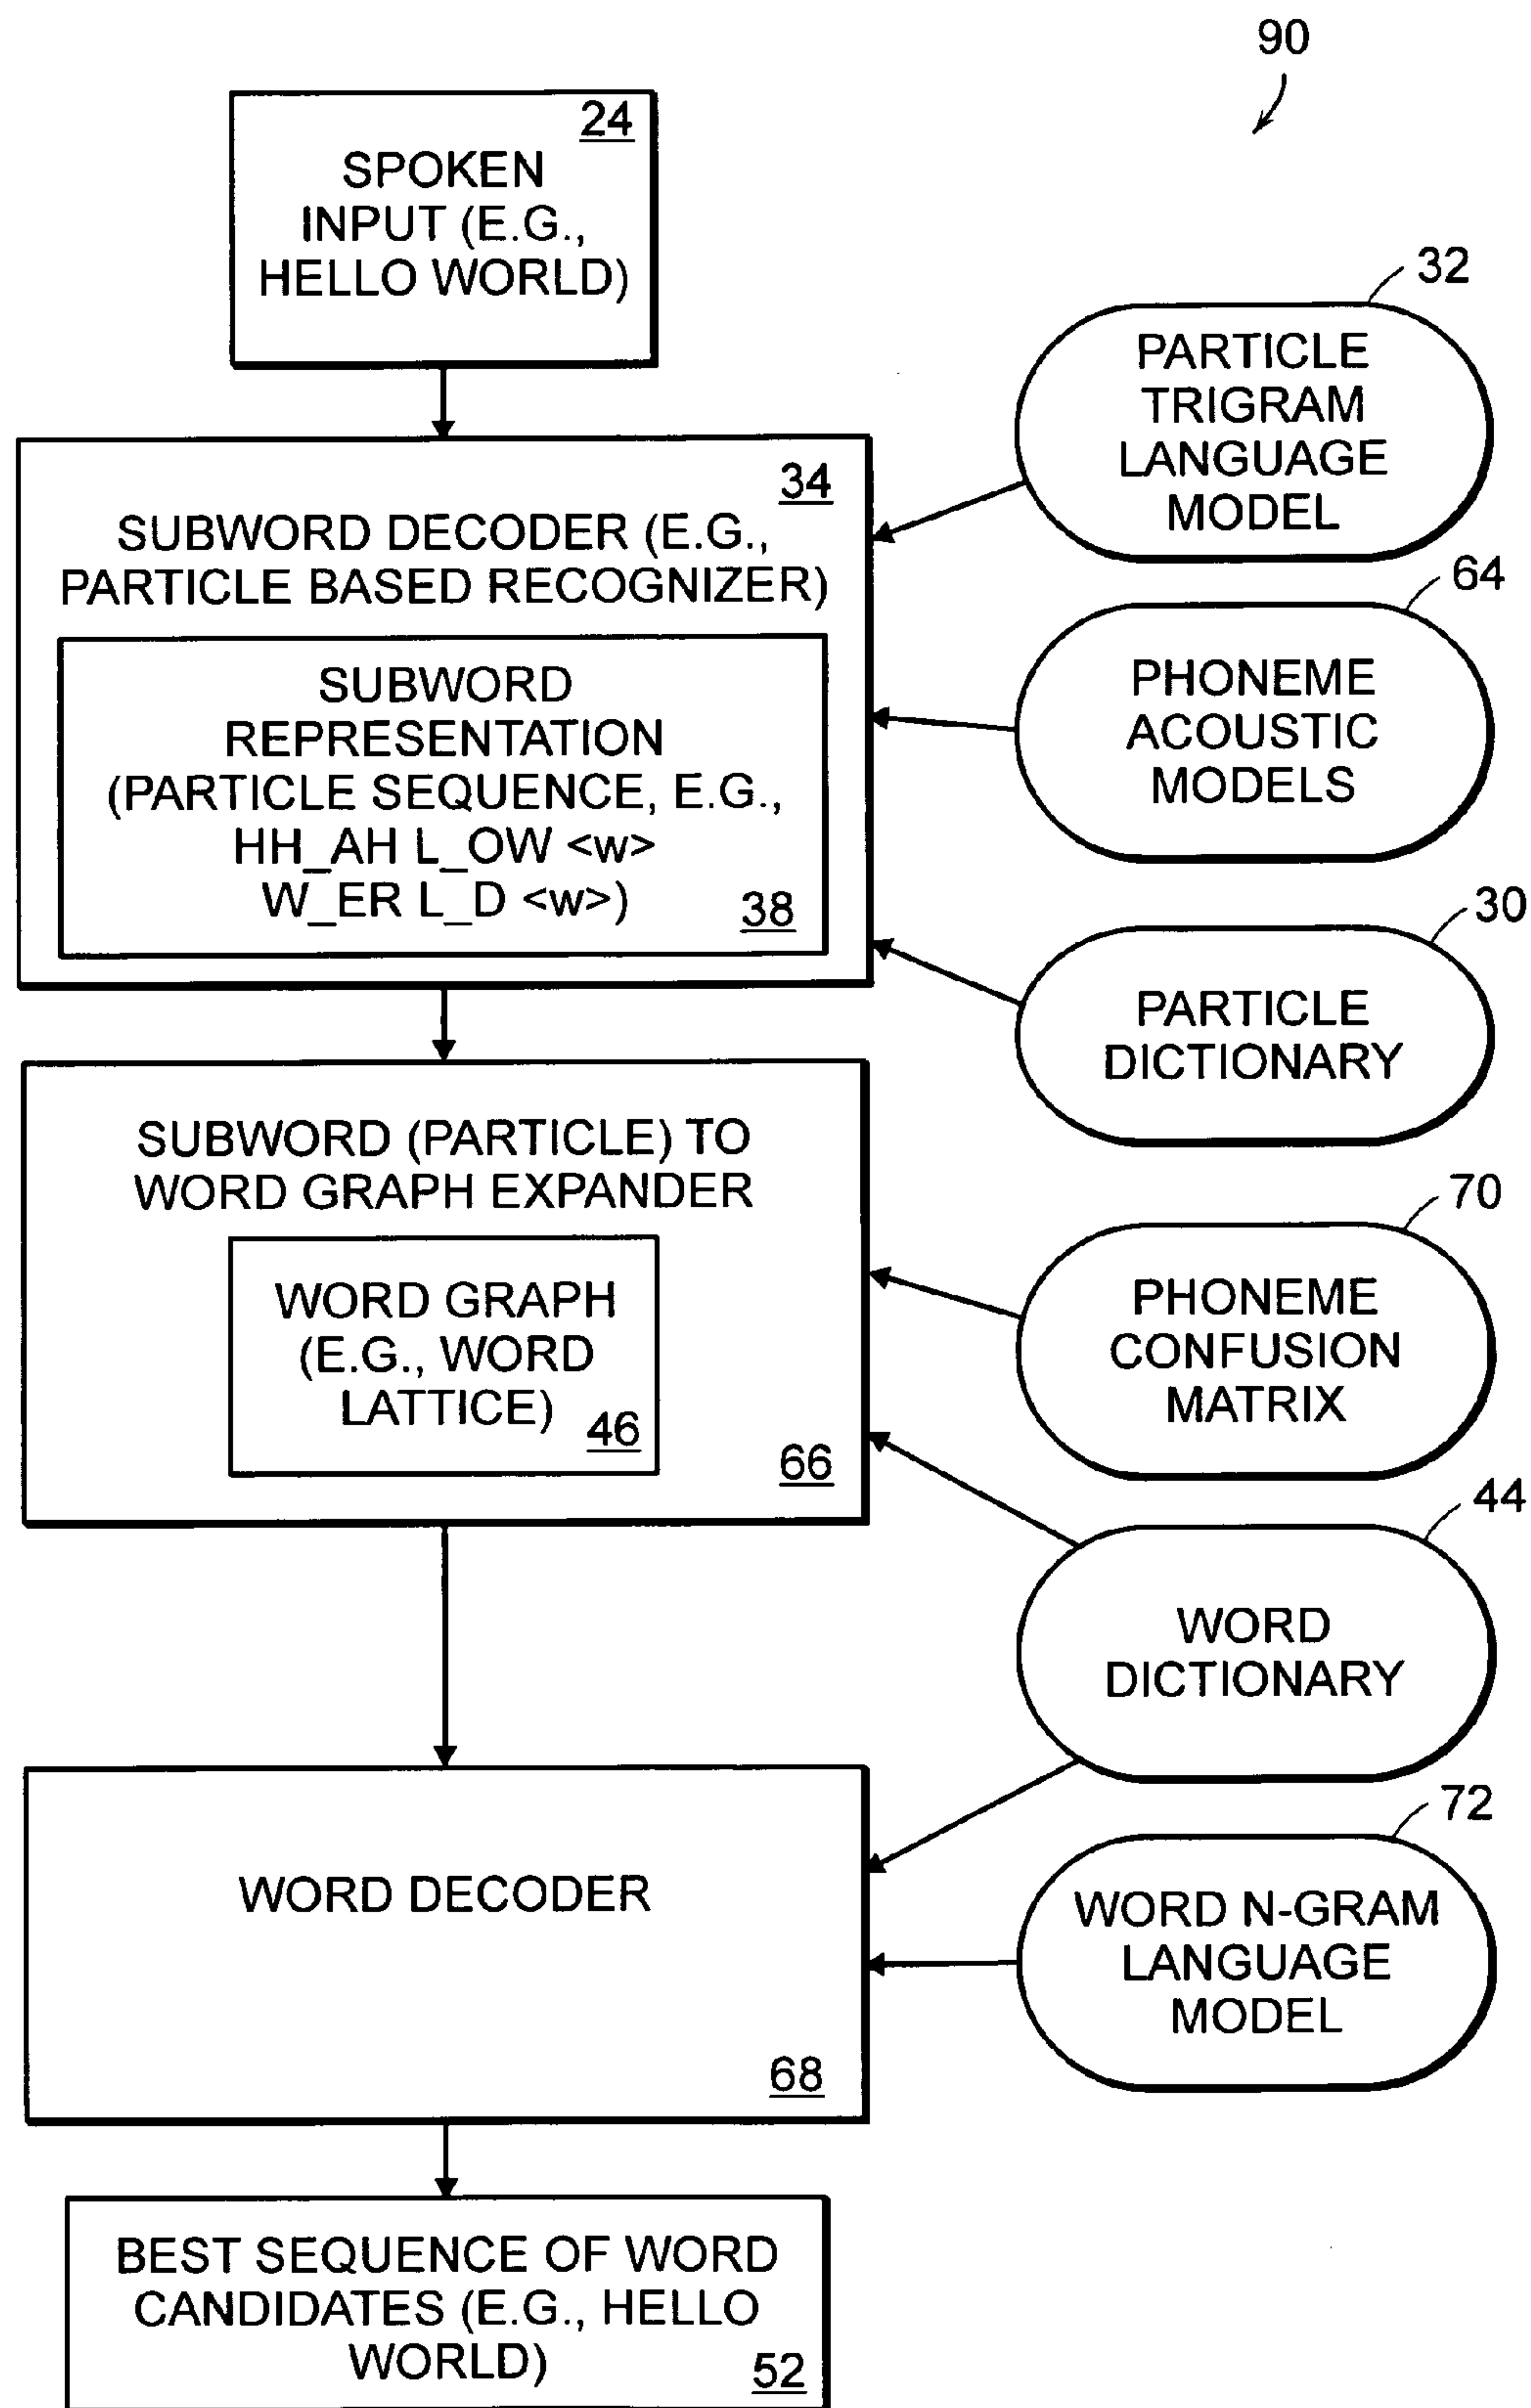 90
24
SPOKEN
INPUT (E.G.,
HELLO WORLD)
32
PARTICLE
TRIGRAM
LANGUAGE
MODEL
34
SUBWORD DECODER (E.G.,
PARTICLE BASED RECOGNIZER)
SUBWORD
REPRESENTATION
(PARTICLE SEQUENCE, E.G.,
HH_AH L_OW <w>
W_ER L_D <w>)
38
64
PHONEME
ACOUSTIC
MODELS
30
PARTICLE
DICTIONARY
SUBWORD (PARTICLE) TO
WORD GRAPH EXPANDER
WORD GRAPH
(E.G., WORD
LATTICE)
46
66
70
PHONEME
CONFUSION
MATRIX
44
WORD
DICTIONARY
WORD DECODER
68
72
WORD N-GRAM
LANGUAGE
MODEL
BEST SEQUENCE OF WORD
CANDIDATES (E.G., HELLO
WORLD)
52